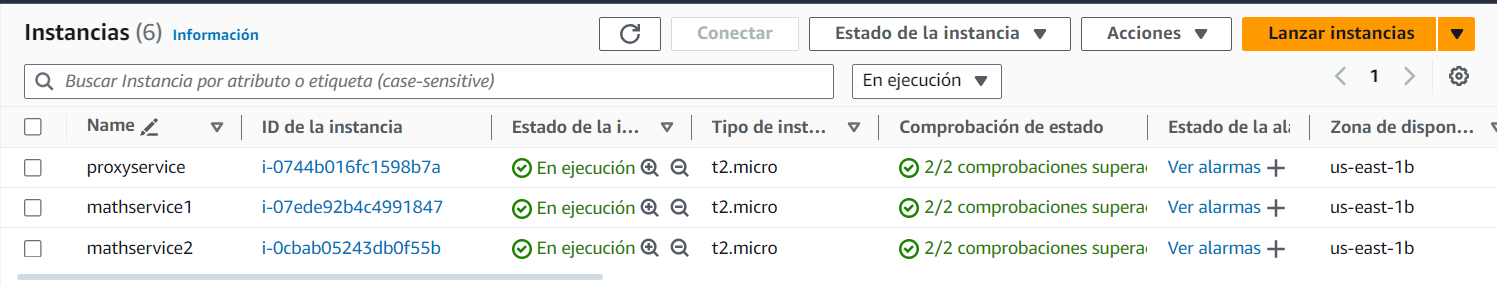 Instancias (6) Información Conectar Estado de la instancia Acciones Lanzar instancias
Buscar Instancia por atributo o etiqueta (case-sensitive) En ejecución 1
Name ID de la instancia Estado de la i... Tipo de inst... Comprobación de estado Estado de la ala Zona de dispon...
proxyservice i-0744b016fc1598b7a En ejecución t2.micro 2/2 comprobaciones supera Ver alarmas us-east-1b
mathservice1 i-07ede92b4c4991847 En ejecución t2.micro 2/2 comprobaciones supera Ver alarmas us-east-1b
mathservice2 i-0cbab05243db0f55b En ejecución t2.micro 2/2 comprobaciones supera Ver alarmas us-east-1b